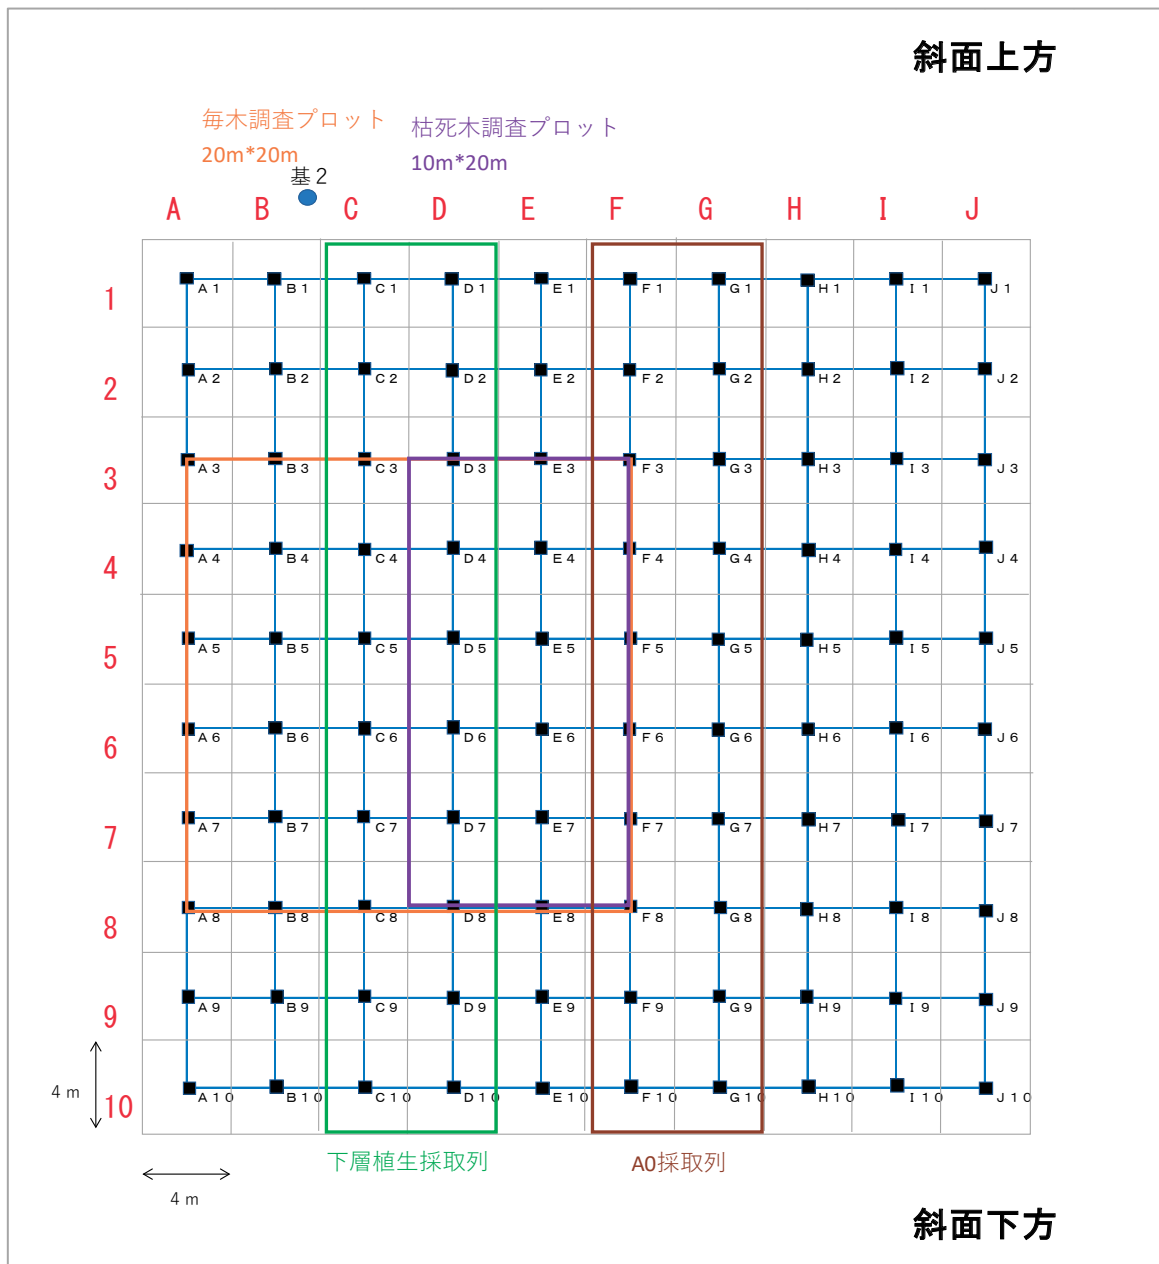 斜面上方
毎木調査プロット
20m*20m
枯死木調査プロット
10m*20m
基2
A B C D E F G H I J
1
A1 B1 C1 D1 E1 F1 G1 H1 I1 J1
2
A2 B2 C2 D2 E2 F2 G2 H2 I2 J2
3
A3 B3 C3 D3 E3 F3 G3 H3 I3 J3
4
A4 B4 C4 D4 E4 F4 G4 H4 I4 J4
5
A5 B5 C5 D5 E5 F5 G5 H5 I5 J5
6
A6 B6 C6 D6 E6 F6 G6 H6 I6 J6
7
A7 B7 C7 D7 E7 F7 G7 H7 I7 J7
8
A8 B8 C8 D8 E8 F8 G8 H8 I8 J8
9
A9 B9 C9 D9 E9 F9 G9 H9 I9 J9
4 m
10
A10 B10 C10 D10 E10 F10 G10 H10 I10 J10
下層植生採取列
A0採取列
4 m
斜面下方